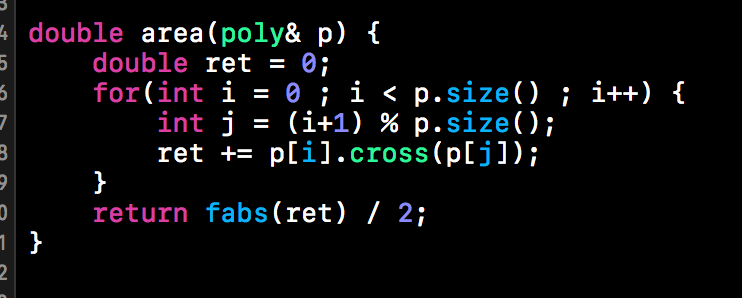 double area(poly& p) {
    double ret = 0;
    for(int i = 0 ; i < p.size() ; i++) {
        int j = (i+1) % p.size();
        ret += p[i].cross(p[j]);
    }
    return fabs(ret) / 2;
}